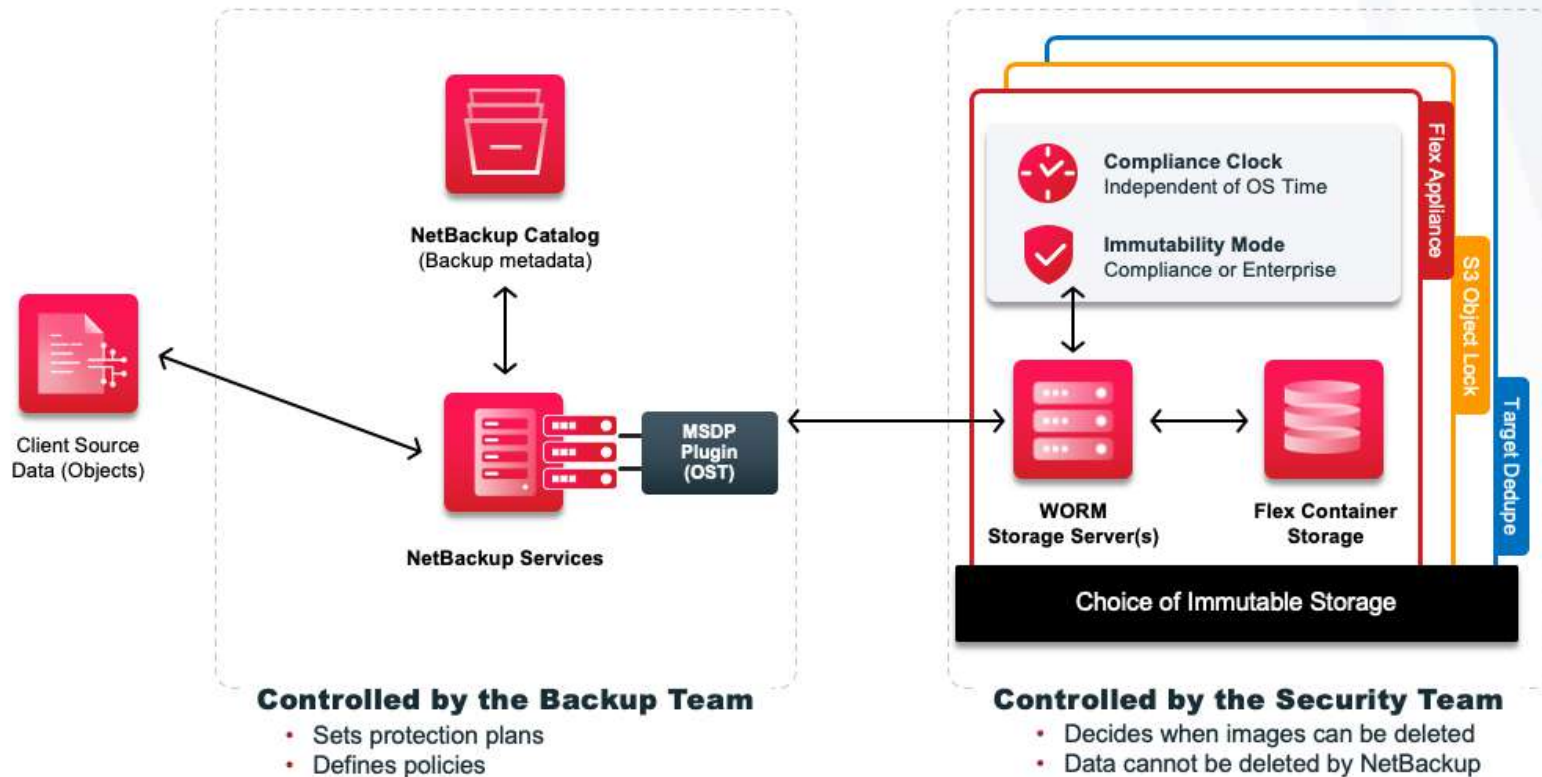 NetBackup Catalog
(Backup metadata)
Client Source
Data (Objects)
MSDP
Plugin
(OST)
NetBackup Services
Compliance Clock
Independent of OS Time
Immutability Mode
Compliance or Enterprise
WORM
Storage Server(s)
Flex Container
Storage
Flex Appliance
S3 Object Lock
Target Dedupe
Choice of Immutable Storage
Controlled by the Backup Team
• Sets protection plans
• Defines policies
Controlled by the Security Team
• Decides when images can be deleted
• Data cannot be deleted by NetBackup